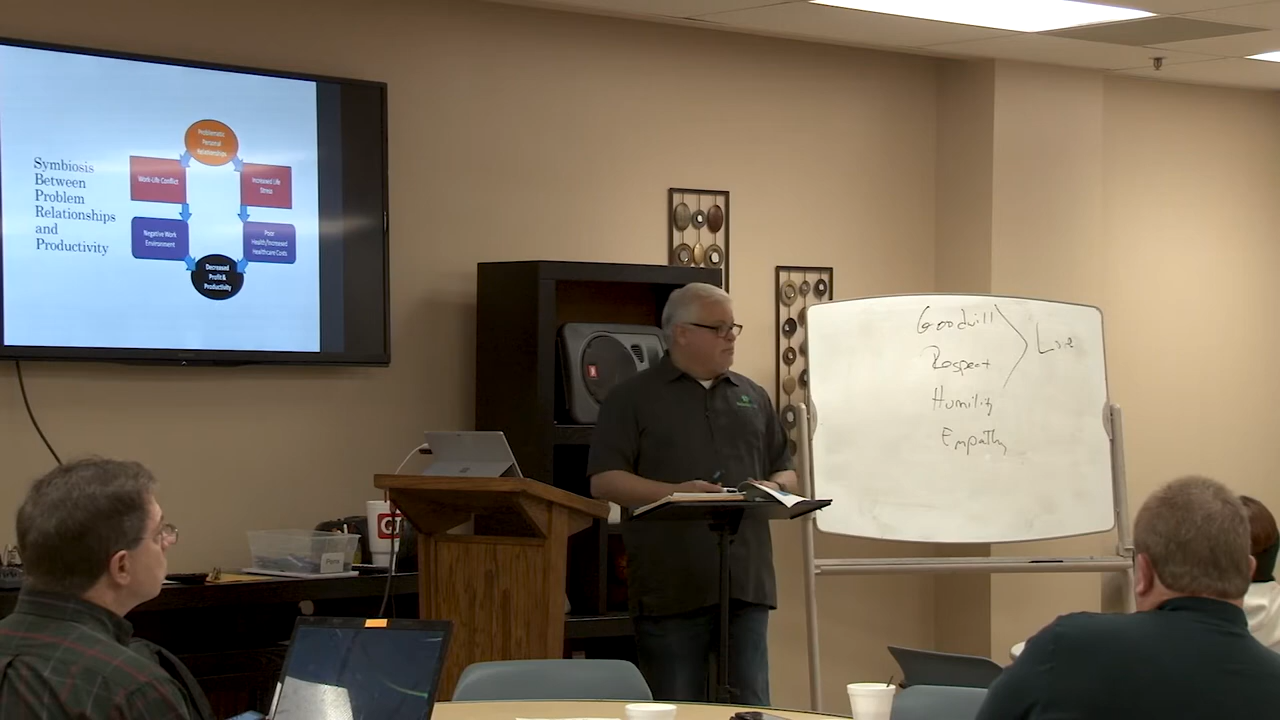 Symbiosis
Between
Problem
Relationships
and
Productivity
Problematic
Personal
Relationships
Work-Life Conflict
Increased Life
Stress
Negative Work
Environment
Poor
Health/Increased
Healthcare Costs
Decreased
Profit &
Productivity
Goodwill
Respect
Love
Humility
Empathy
Pens